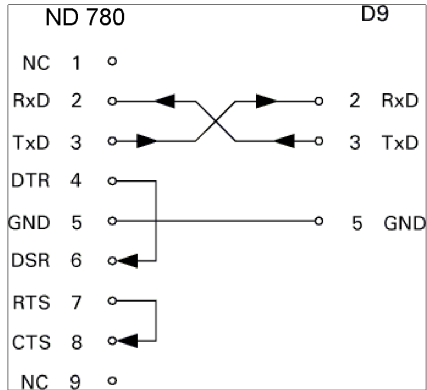 ND 780 D9
NC 1
RxD 2 2 RxD
TxD 3 3 TxD
DTR 4
GND 5 5 GND
DSR 6
RTS 7
CTS 8
NC 9